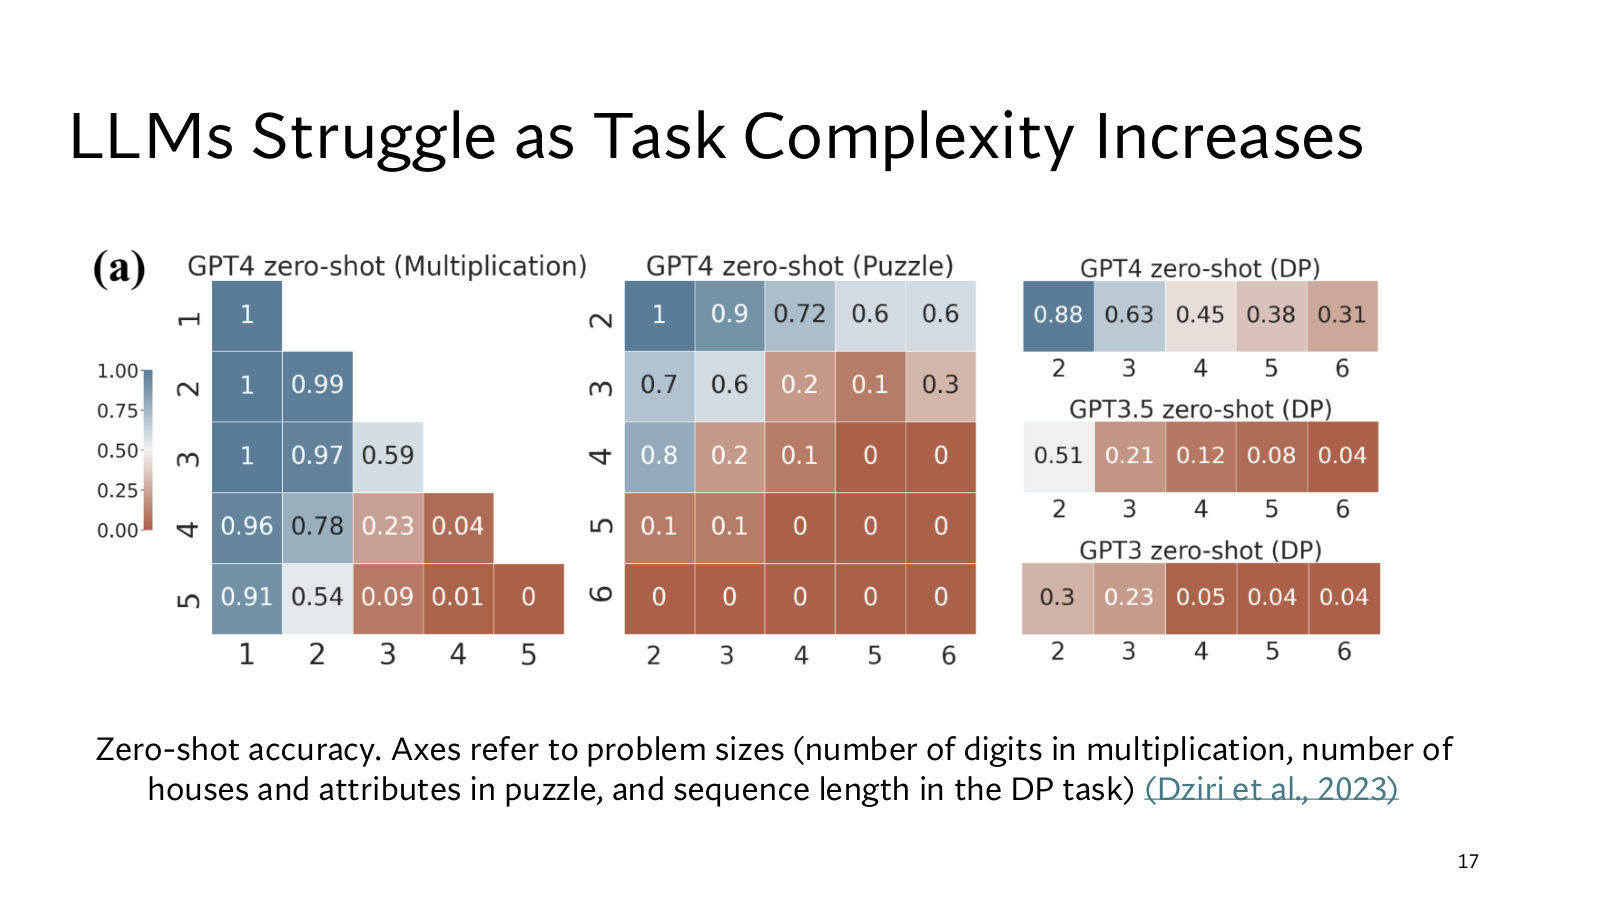 LLMs Struggle as Task Complexity Increases
(a)
GPT4 zero-shot (Multiplication)
1.00
0.75
0.50
0.25
0.00
1 1
2 1 0.99
3 1 0.97 0.59
4 0.96 0.78 0.23 0.04
5 0.91 0.54 0.09 0.01 0
1 2 3 4 5
GPT4 zero-shot (Puzzle)
2 1 0.9 0.72 0.6 0.6
3 0.7 0.6 0.2 0.1 0.3
4 0.8 0.2 0.1 0 0
5 0.1 0.1 0 0 0
6 0 0 0 0 0
2 3 4 5 6
GPT4 zero-shot (DP)
0.88 0.63 0.45 0.38 0.31
2 3 4 5 6
GPT3.5 zero-shot (DP)
0.51 0.21 0.12 0.08 0.04
2 3 4 5 6
GPT3 zero-shot (DP)
0.3 0.23 0.05 0.04 0.04
2 3 4 5 6
Zero-shot accuracy. Axes refer to problem sizes (number of digits in multiplication, number of
houses and attributes in puzzle, and sequence length in the DP task) (Dziri et al., 2023)
17